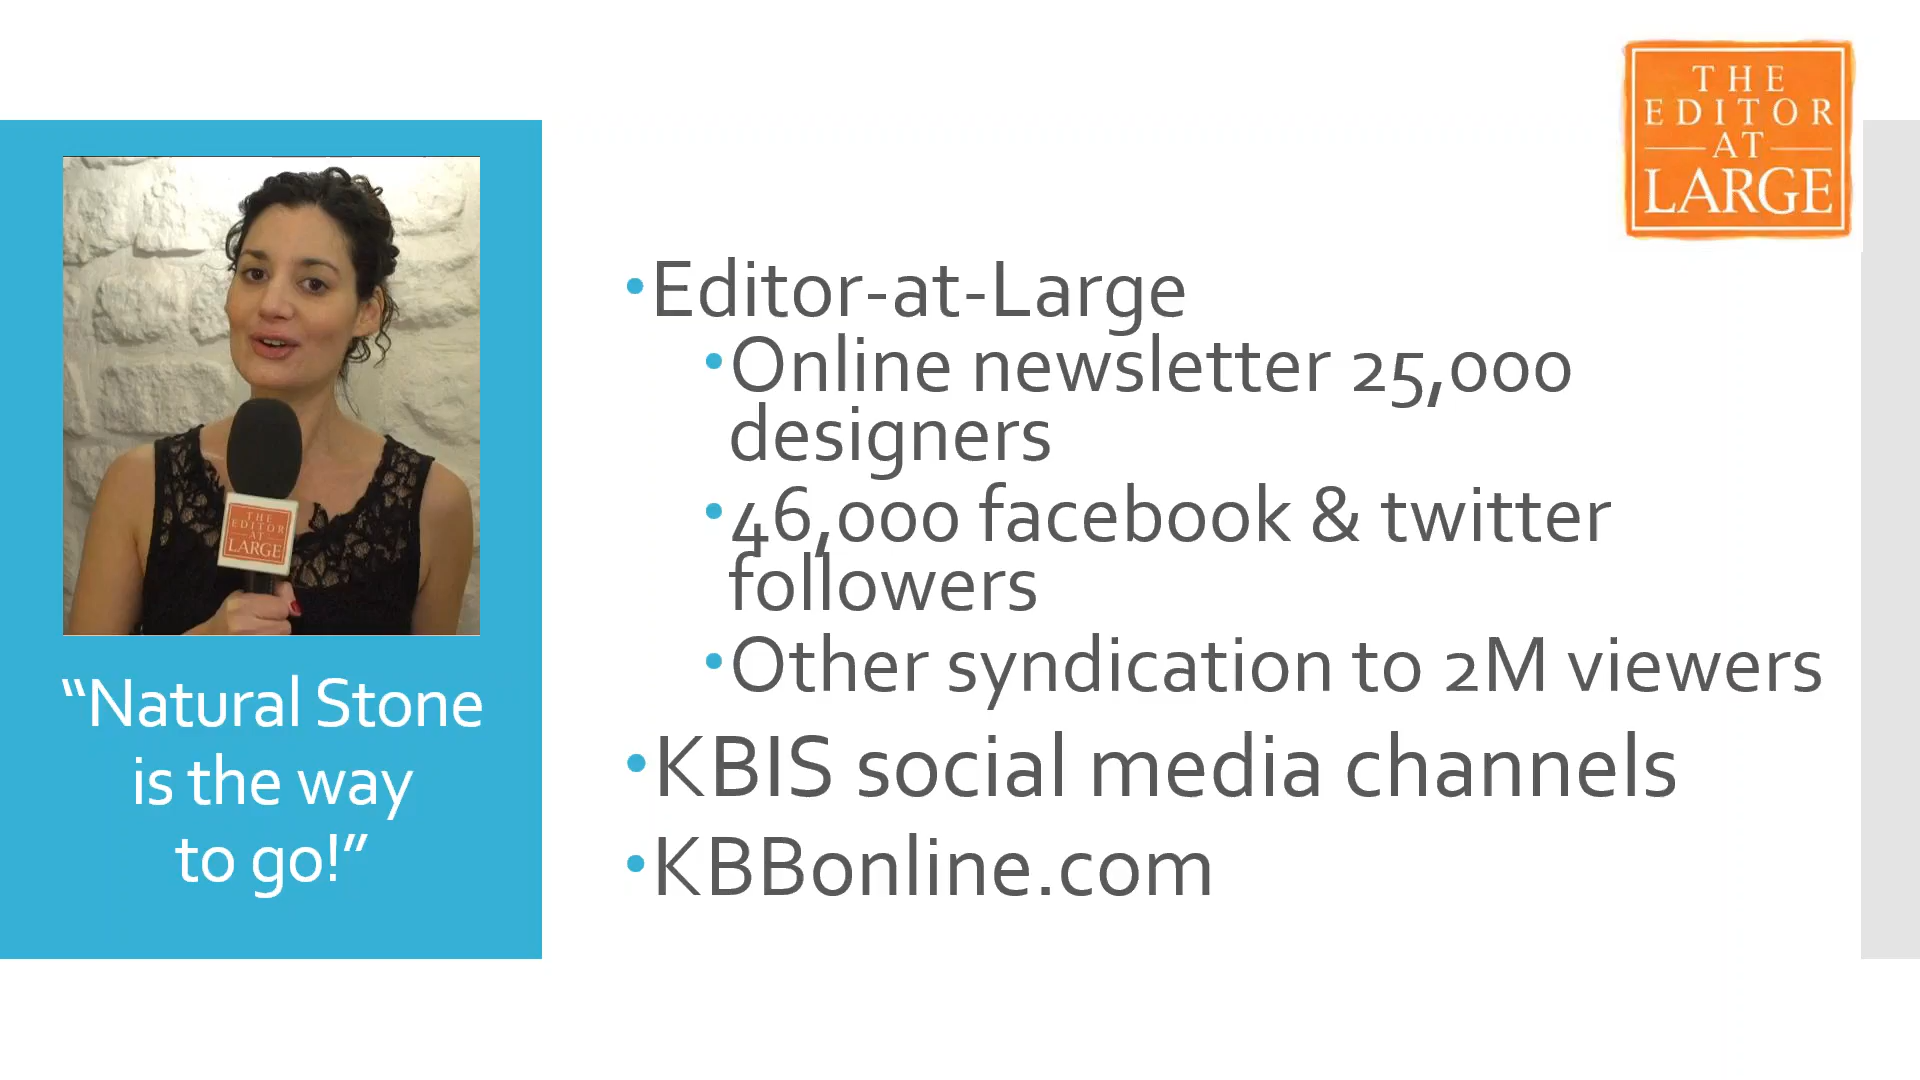 THE
EDITOR
AT
LARGE
THE
EDITOR
AT
LARGE
“Natural Stone
is the way
to go!”
•Editor-at-Large
•Online newsletter 25,000
designers
•46,000 facebook & twitter
followers
•Other syndication to 2M viewers
•KBIS social media channels
•KBBonline.com